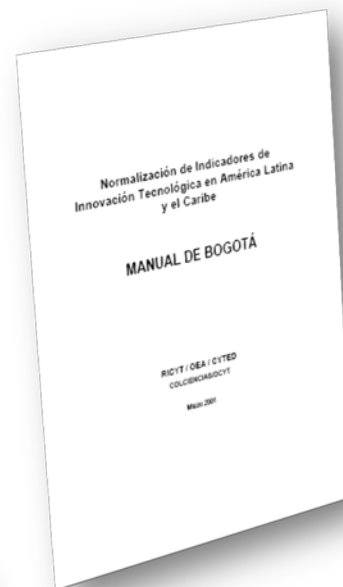 Normalización de Indicadores de
Innovación Tecnológica en América Latina
y el Caribe
MANUAL DE BOGOTÁ
RICYT / OEA / CYTED
COLCIENCIAS/OCYT
Marzo 2001